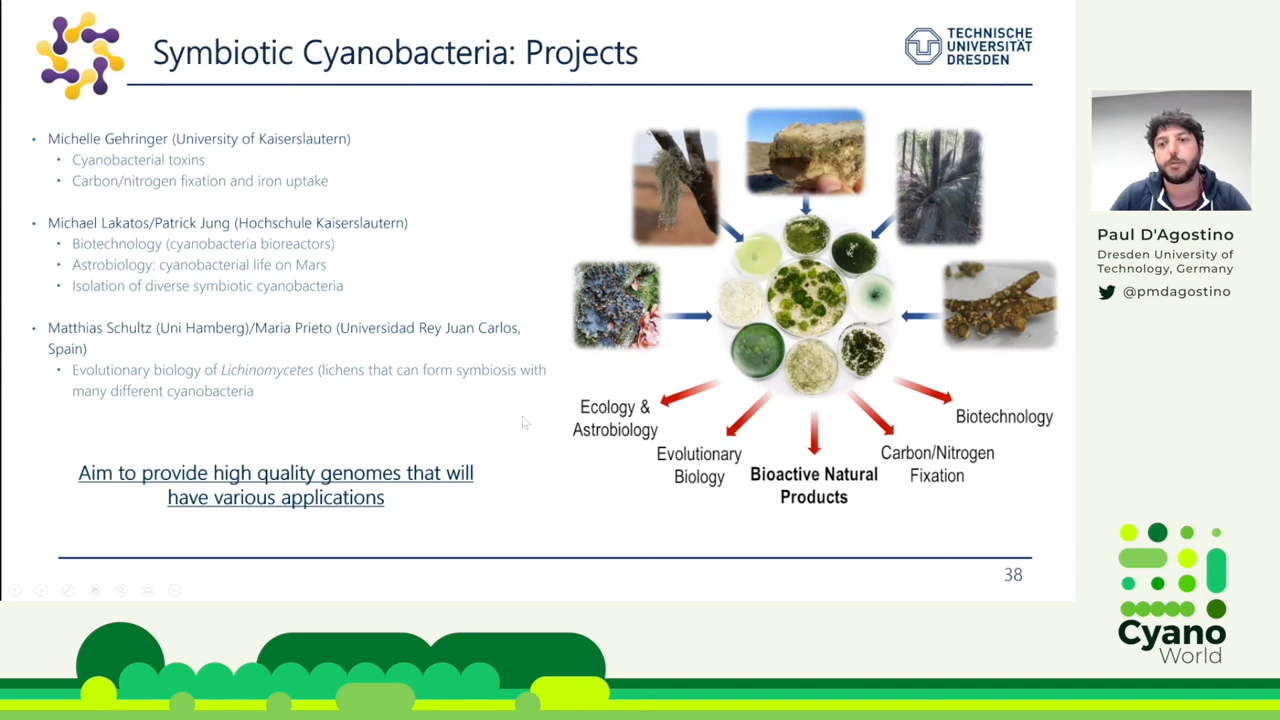 Symbiotic Cyanobacteria: Projects
TECHNISCHE
UNIVERSITÄT
DRESDEN
• Michelle Gehringer (University of Kaiserslautern)
• Cyanobacterial toxins
• Carbon/nitrogen fixation and iron uptake
• Michael Lakatos/Patrick Jung (Hochschule Kaiserslautern)
• Biotechnology (cyanobacteria bioreactors)
• Astrobiology: cyanobacterial life on Mars
• Isolation of diverse symbiotic cyanobacteria
• Matthias Schultz (Uni Hamberg)/Maria Prieto (Universidad Rey Juan Carlos,
Spain)
• Evolutionary biology of Lichinomycetes (lichens that can form symbiosis with
many different cyanobacteria
Aim to provide high quality genomes that will
have various applications
Ecology &
Astrobiology
Evolutionary
Biology
Bioactive Natural
Products
Carbon/Nitrogen
Fixation
Biotechnology
38
Paul D'Agostino
Dresden University of
Technology, Germany
@pmdagostino
Cyano
World